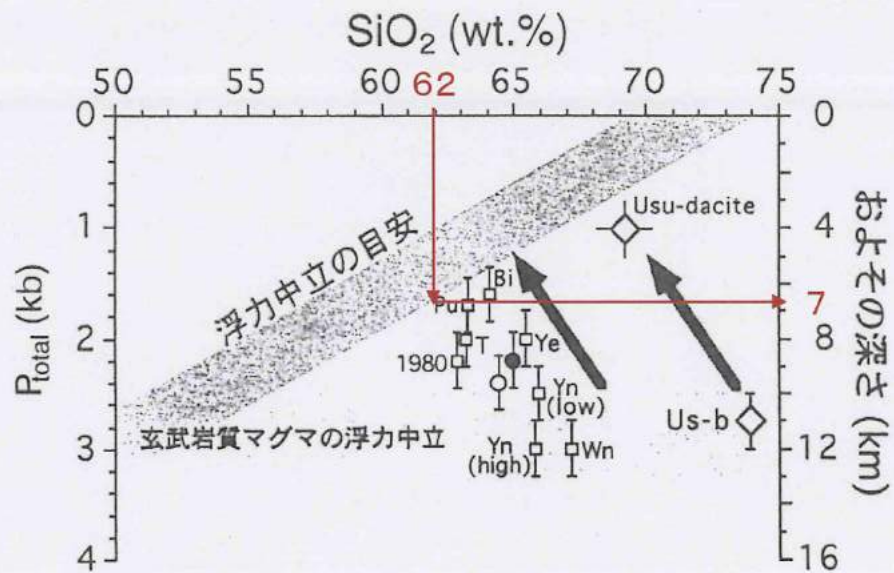 SiO₂ (wt.%)
50 55 60 62 65 70 75
0 0
1 4
2 8
3 12
4 16
7
P_total (kb)
およその深さ (km)
浮力中立の目安
玄武岩質マグマの浮力中立
Usu-dacite
Us-b
Bi
Pu
T
Ye
1980
Yn
(low)
Yn
(high)
Wn